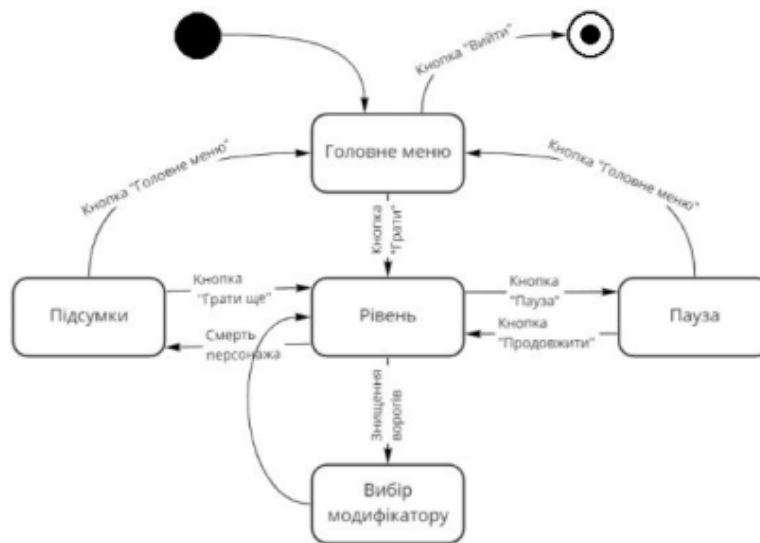 Кнопка "Вийти"
Головне меню
Кнопка "Головне меню"
Кнопка "Головне меню"
Кнопка
"Грати"
Підсумки
Кнопка
"Грати ще"
Смерть
персонажа
Рівень
Кнопка
"Пауза"
Кнопка
"Продовжити"
Пауза
Знищення
ворогів
Вибір
модифікатору